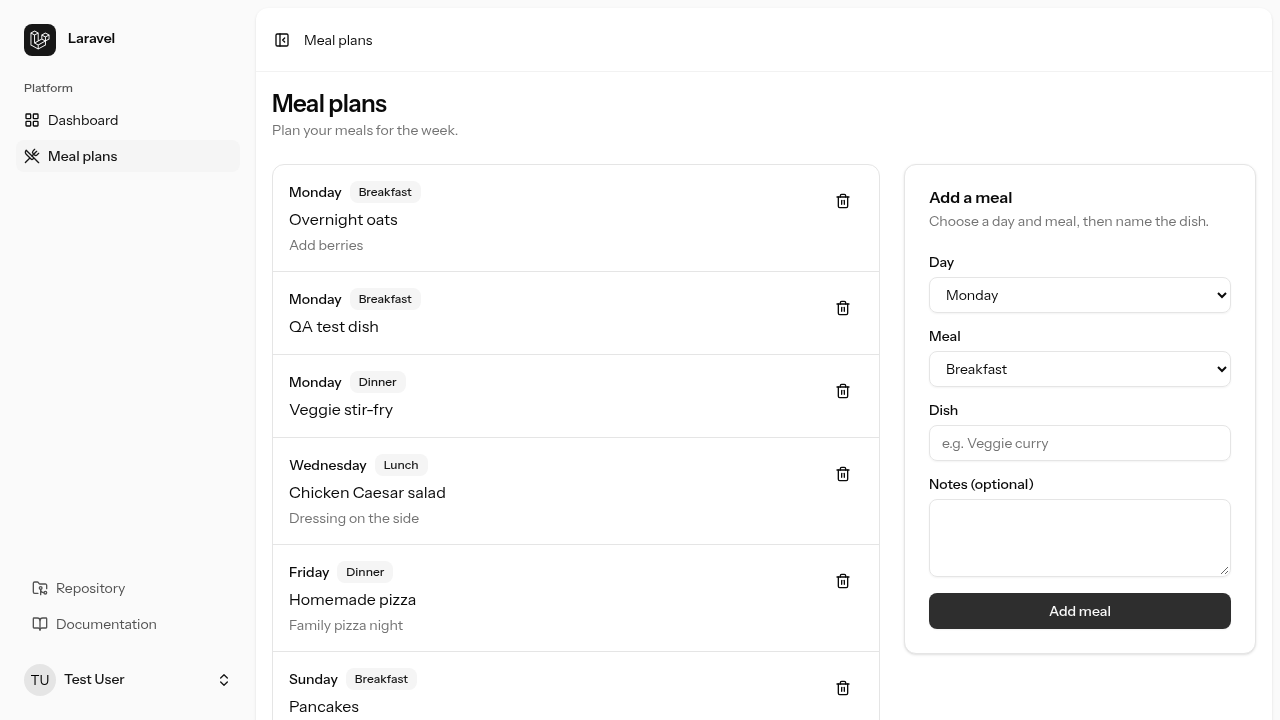 Laravel
Platform
Dashboard
Meal plans
Repository
Documentation
TU
Test User
Meal plans
Meal plans
Plan your meals for the week.
Monday Breakfast
Overnight oats
Add berries
Monday Breakfast
QA test dish
Monday Dinner
Veggie stir-fry
Wednesday Lunch
Chicken Caesar salad
Dressing on the side
Friday Dinner
Homemade pizza
Family pizza night
Sunday Breakfast
Pancakes
Add a meal
Choose a day and meal, then name the dish.
Day
Monday
Meal
Breakfast
Dish
e.g. Veggie curry
Notes (optional)
Add meal